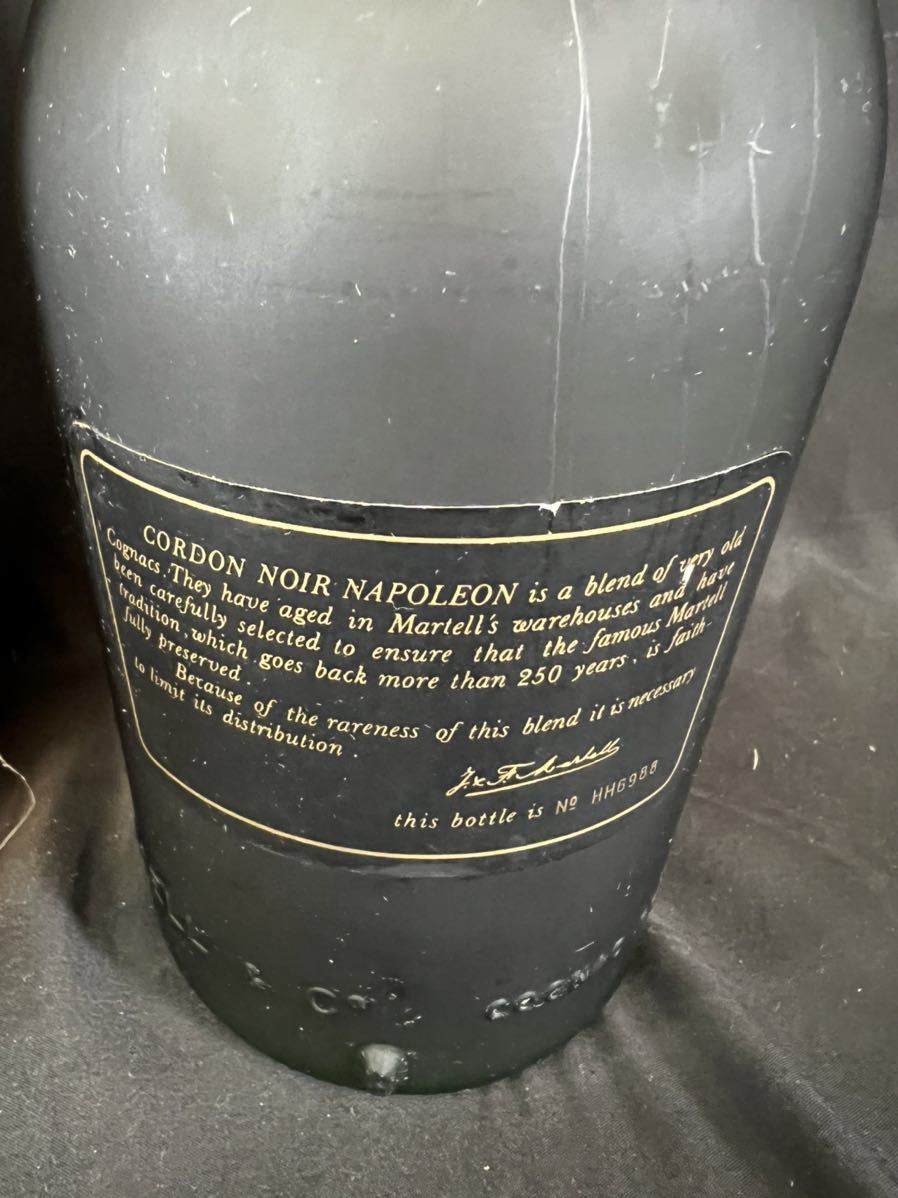 CORDON NOIR NAPOLEON is a blend of very old
Cognacs. They have aged in Martell's warehouses and have
been carefully selected to ensure that the famous Martell
tradition, which goes back more than 250 years, is faith-
fully preserved.
Because of the rareness of this blend it is necessary
to limit its distribution
J & F Martell
this bottle is Nº HH6988
& Co COGNAC